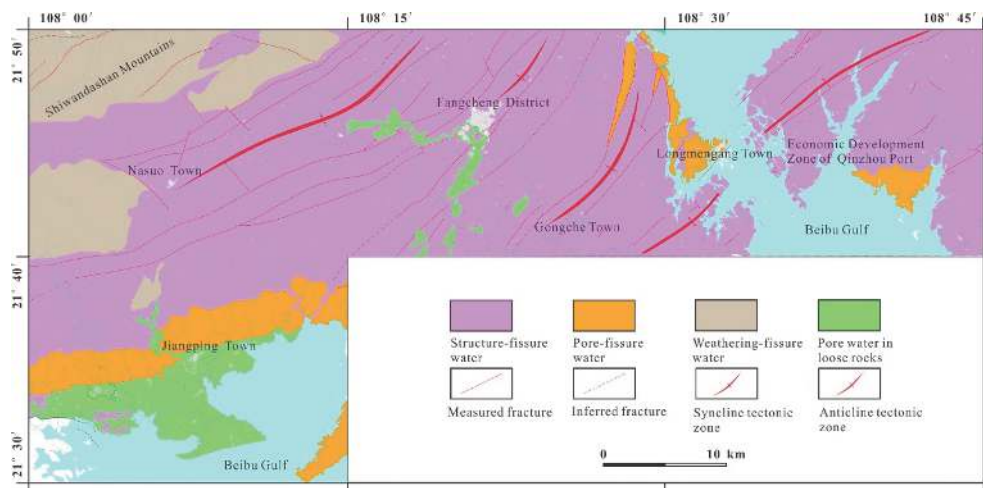 108° 00′
108° 15′
108° 30′
108° 45′
21° 50′
21° 40′
21° 30′
Shiwandashan Mountains
Fangcheng District
Nasuo Town
Longmengang Town
Economic Development
Zone of Qinzhou Port
Gongche Town
Beibu Gulf
Jiangping Town
Beibu Gulf
Structure-fissure
water
Pore-fissure
water
Weathering-fissure
water
Pore water in
loose rocks
Measured fracture
Inferred fracture
Syncline tectonic
zone
Anticline tectonic
zone
0
10 km